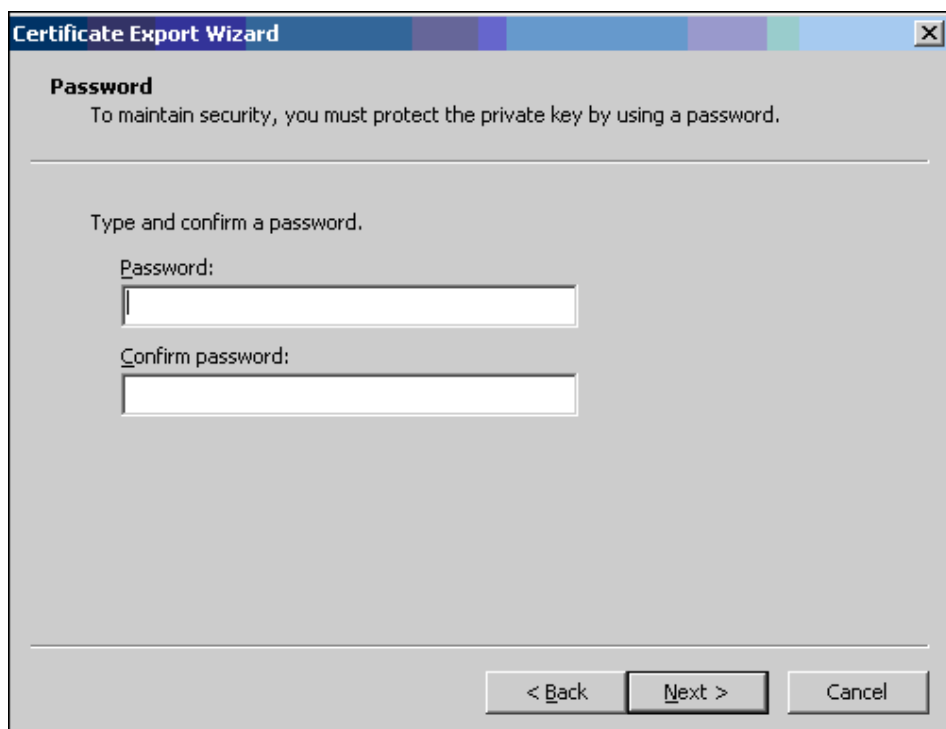 Certificate Export Wizard
Password
To maintain security, you must protect the private key by using a password.
Type and confirm a password.
Password:
Confirm password:
< Back Next > Cancel